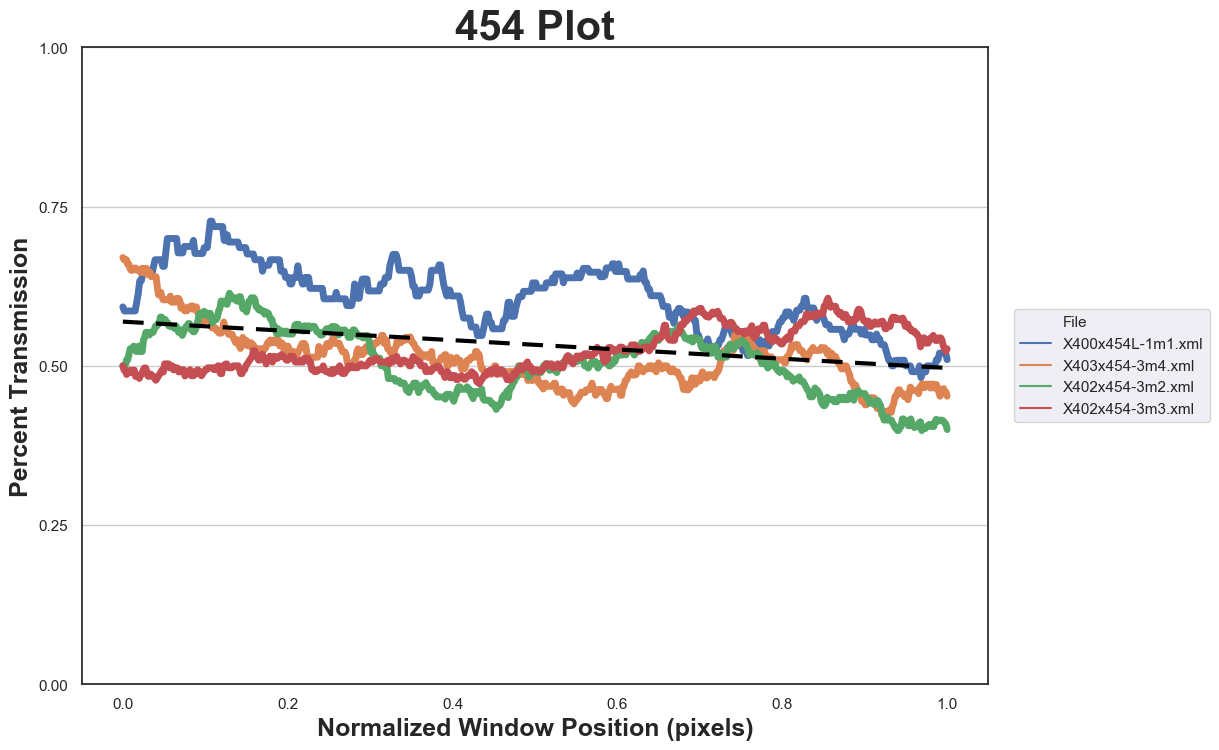 454 Plot
Percent Transmission
1.00
0.75
0.50
0.25
0.00
0.0 0.2 0.4 0.6 0.8 1.0
Normalized Window Position (pixels)
File
X400x454L-1m1.xml
X403x454-3m4.xml
X402x454-3m2.xml
X402x454-3m3.xml